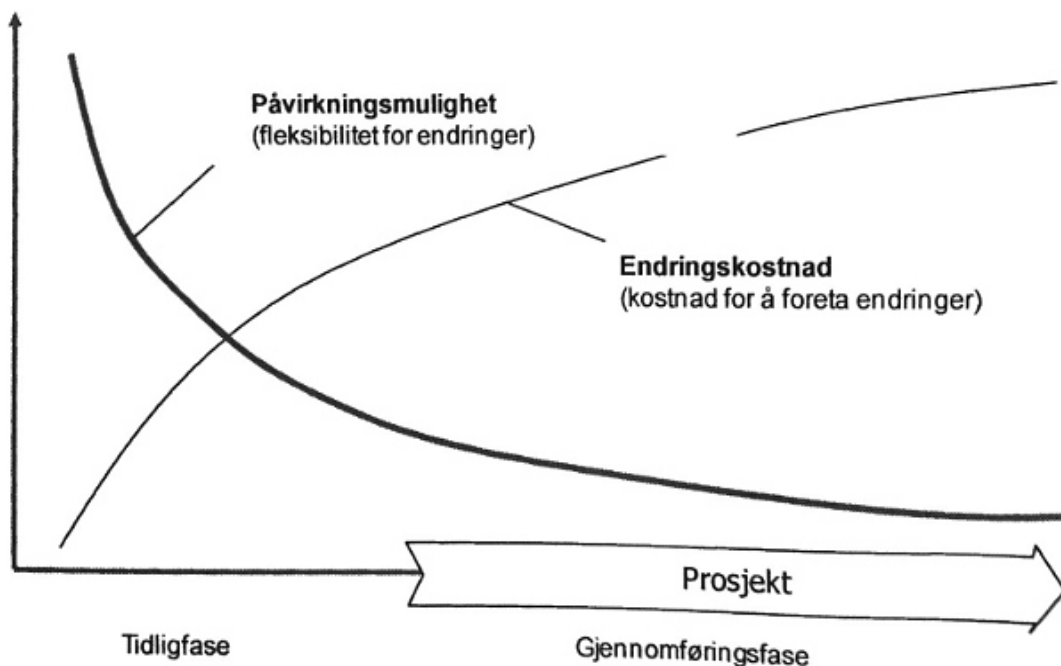 Påvirkningsmulighet
(fleksibilitet for endringer)
Endringskostnad
(kostnad for å foreta endringer)
Prosjekt
Tidligfase
Gjennomføringsfase